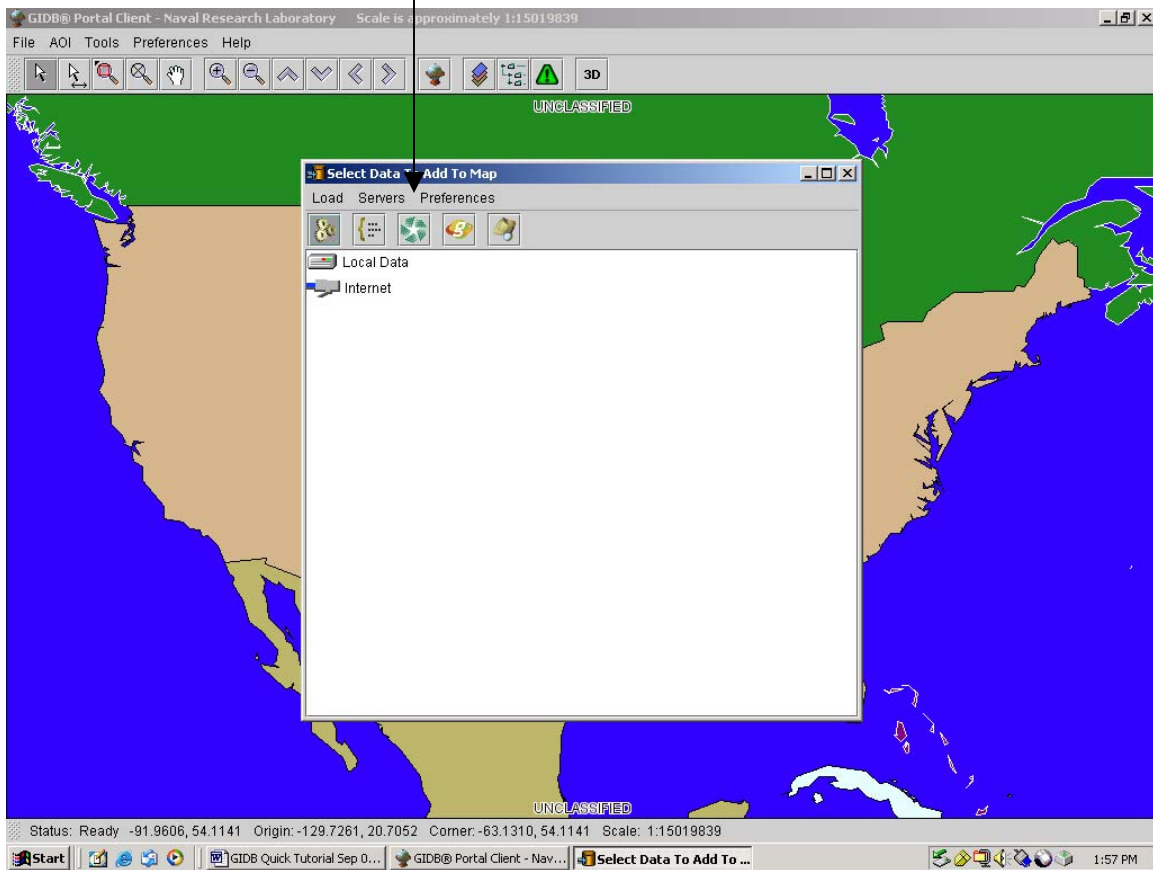 GIDB® Portal Client - Naval Research Laboratory Scale is approximately 1:15019839
File AOI Tools Preferences Help
3D
UNCLASSIFIED
Select Data To Add To Map
Load Servers Preferences
Local Data
Internet
UNCLASSIFIED
Status: Ready -91.9606, 54.1141 Origin: -129.7261, 20.7052 Corner: -63.1310, 54.1141 Scale: 1:15019839
Start GIDB Quick Tutorial Sep 0... GIDB® Portal Client - Nav... Select Data To Add To ... 1:57 PM